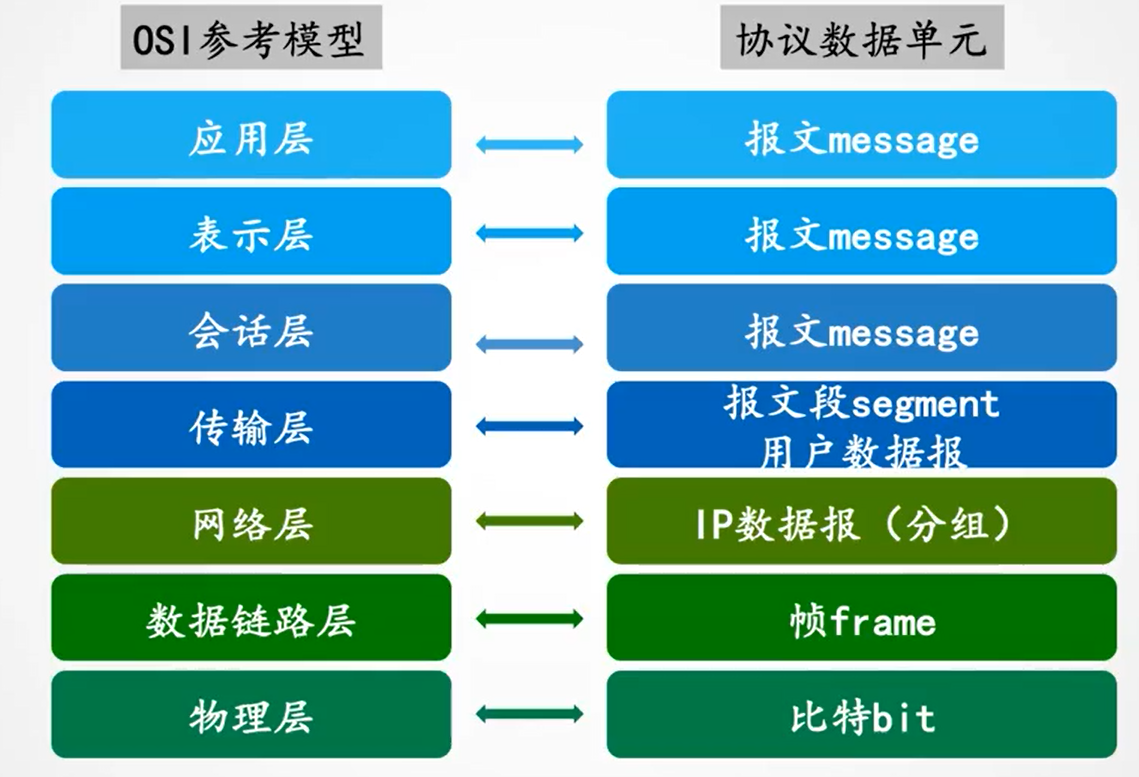 OSI参考模型
协议数据单元
应用层
报文message
表示层
报文message
会话层
报文message
传输层
报文段segment
用户数据报
网络层
IP数据报（分组）
数据链路层
帧frame
物理层
比特bit